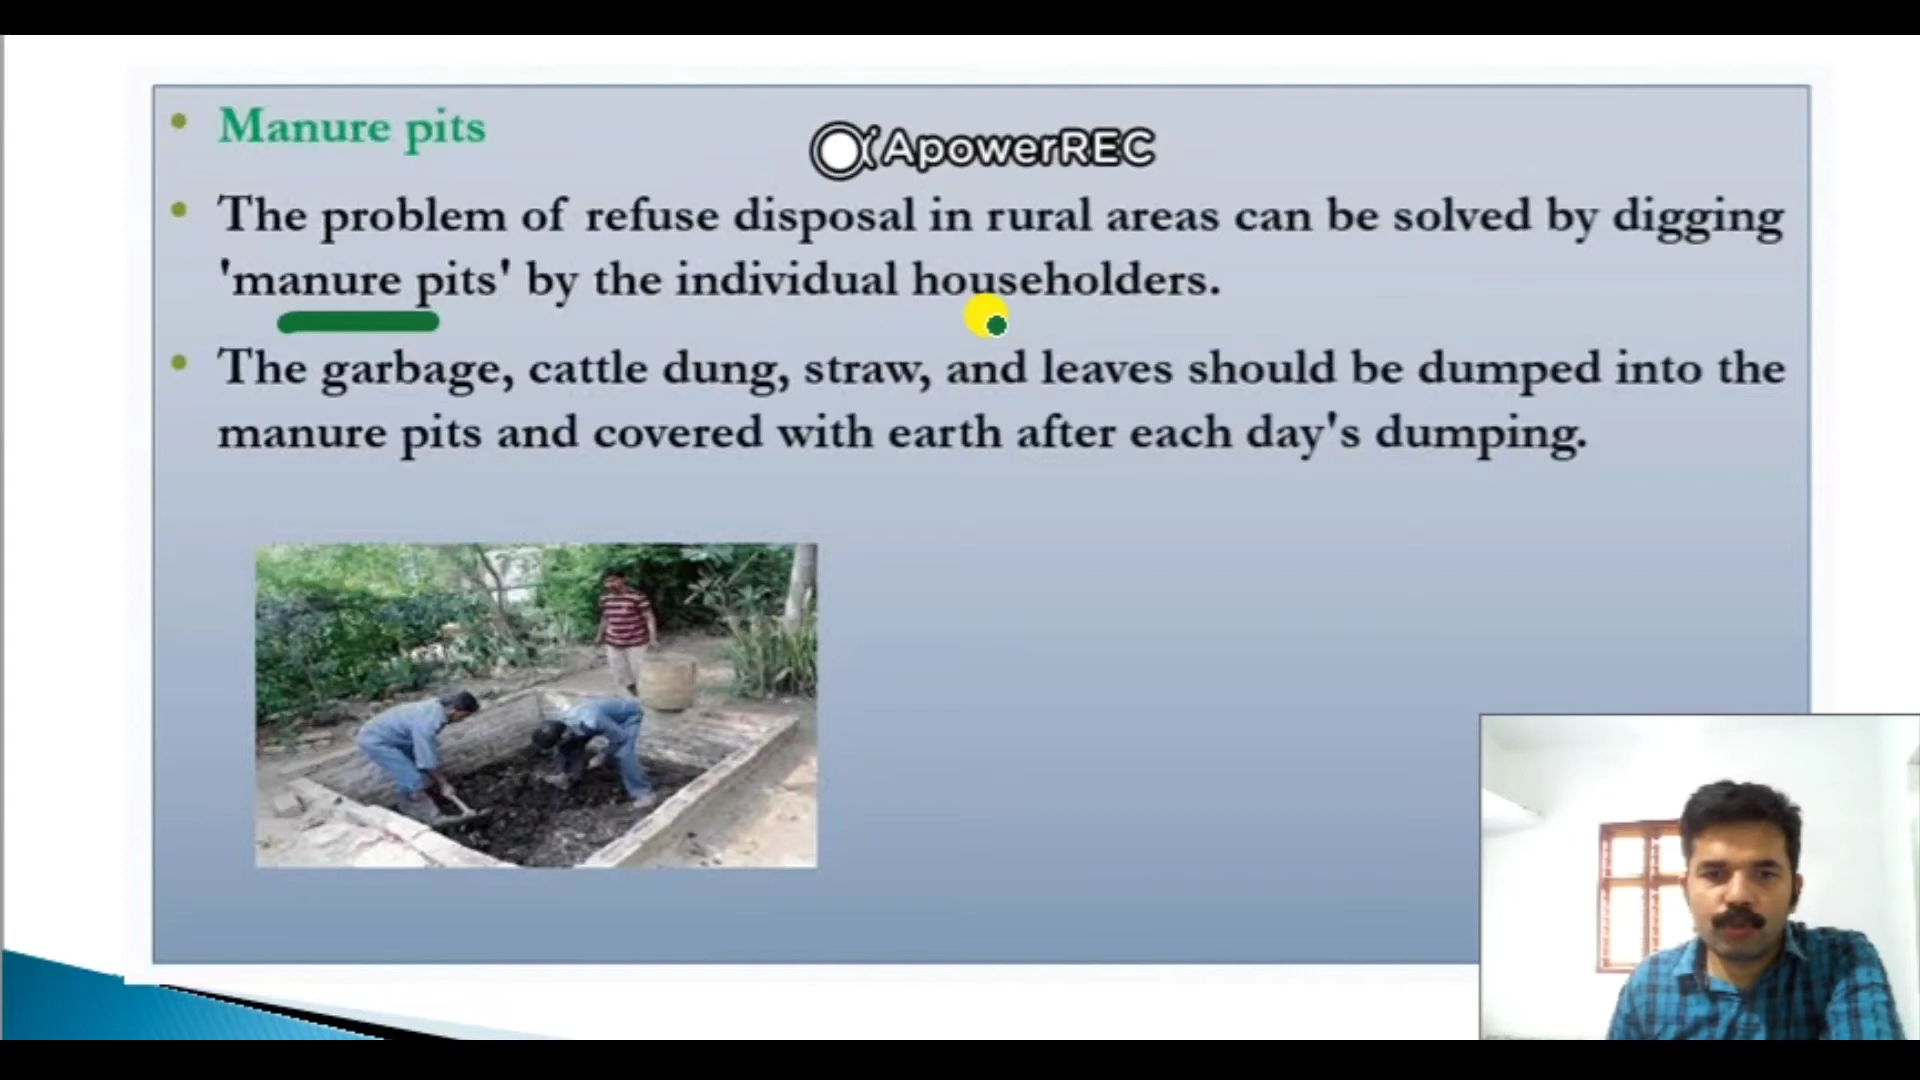 Manure pits
ApowerREC
The problem of refuse disposal in rural areas can be solved by digging
'manure pits' by the individual householders.
The garbage, cattle dung, straw, and leaves should be dumped into the
manure pits and covered with earth after each day's dumping.